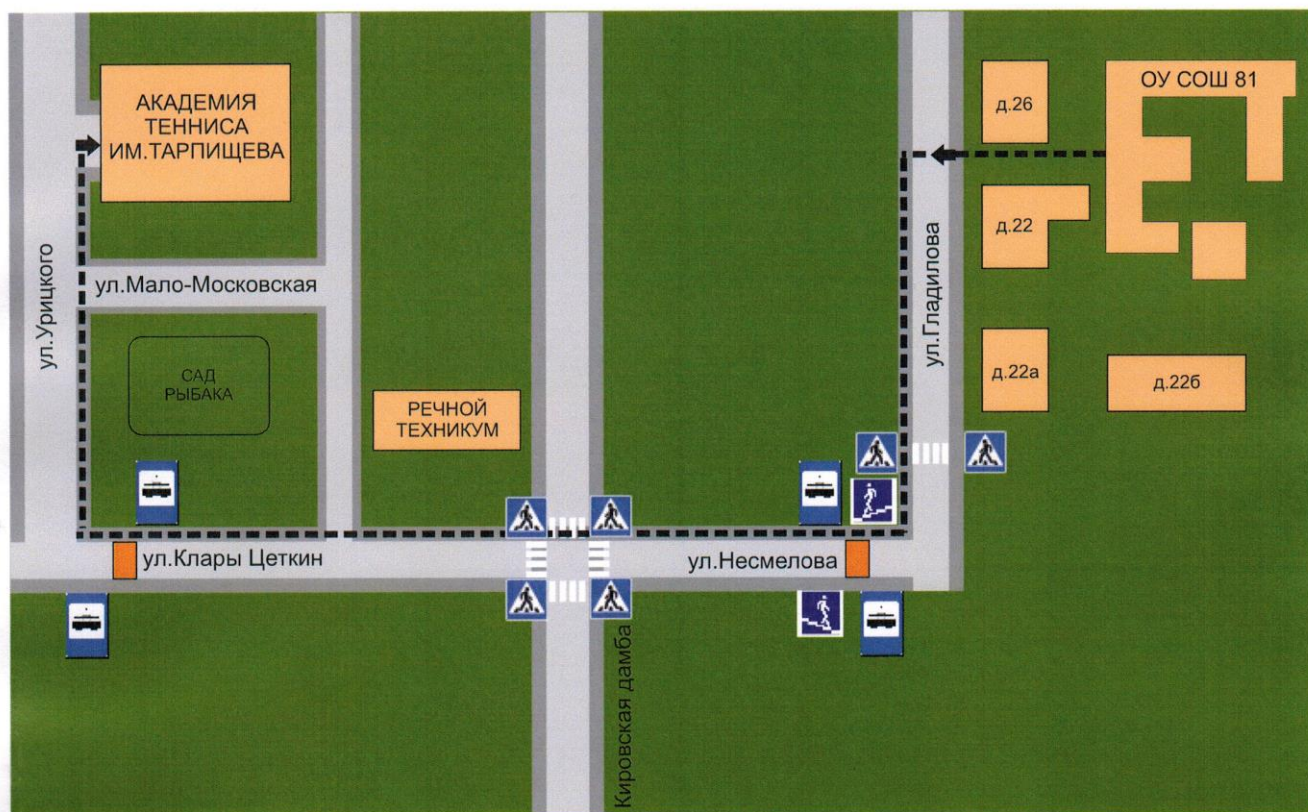 АКАДЕМИЯ
ТЕННИСА
ИМ.ТАРПИЩЕВА
ОУ СОШ 81
д.26
д.22
ул.Урицкого
ул.Мало-Московская
ул.Гладилова
САД
РЫБАКА
РЕЧНОЙ
ТЕХНИКУМ
д.22а
д.22б
ул.Клары Цеткин
ул.Несмелова
Кировская дамба